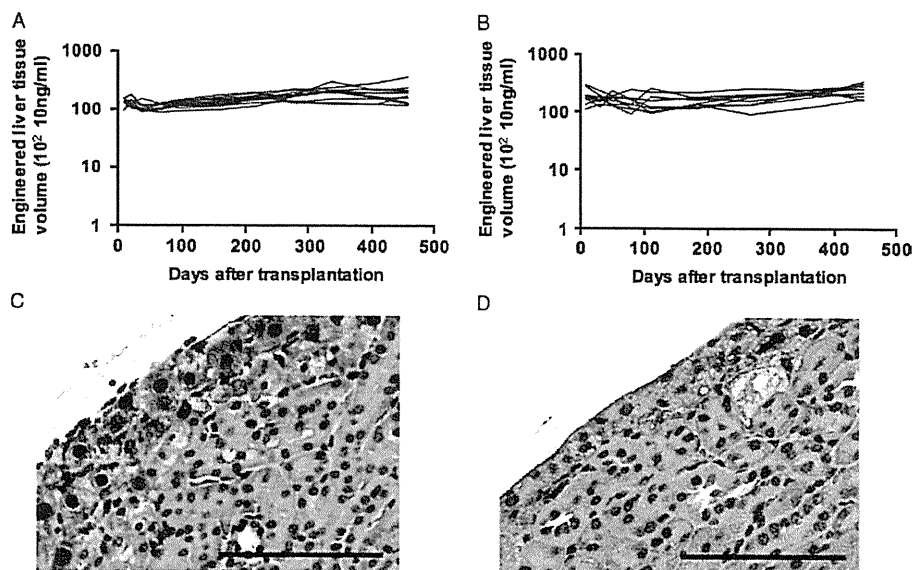 A
Engineered liver tissue
volume (10² 10ng/ml)
1000
100
10
1
0 100 200 300 400 500
Days after transplantation
B
Engineered liver tissue
volume (10² 10ng/ml)
1000
100
10
1
0 100 200 300 400 500
Days after transplantation
C
D